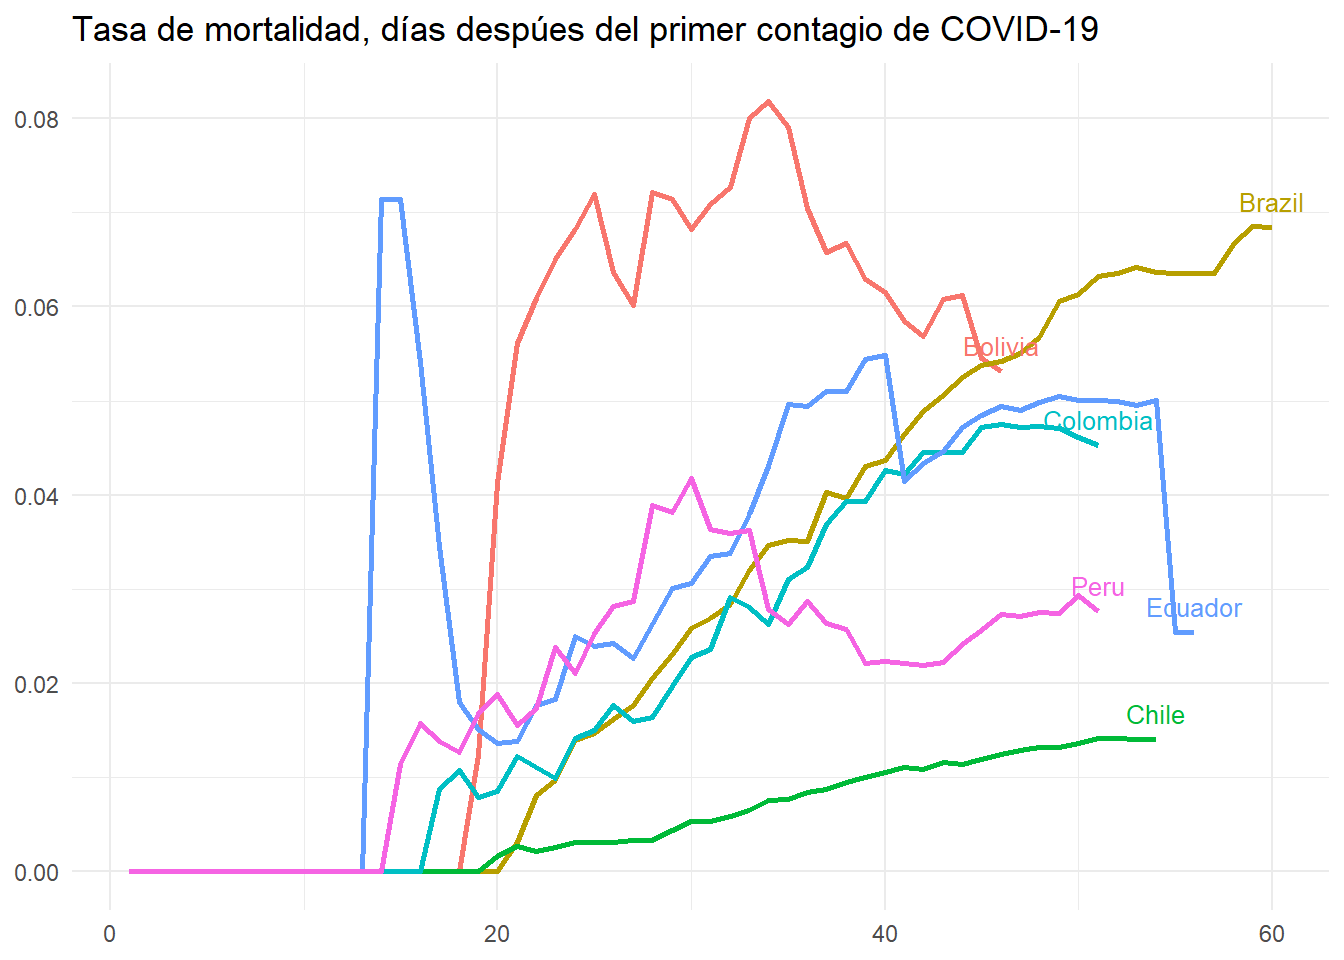 Tasa de mortalidad, días despúes del primer contagio de COVID-19
0.08
Brazil
0.06
Bolivia
Colombia
0.04
Peru
Ecuador
0.02
Chile
0.00
0 20 40 60